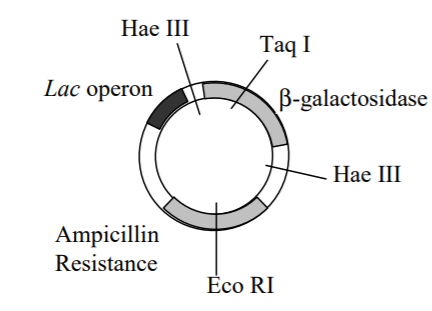 Hae III
Taq I
Lac operon
β-galactosidase
Hae III
Ampicillin
Resistance
Eco RI